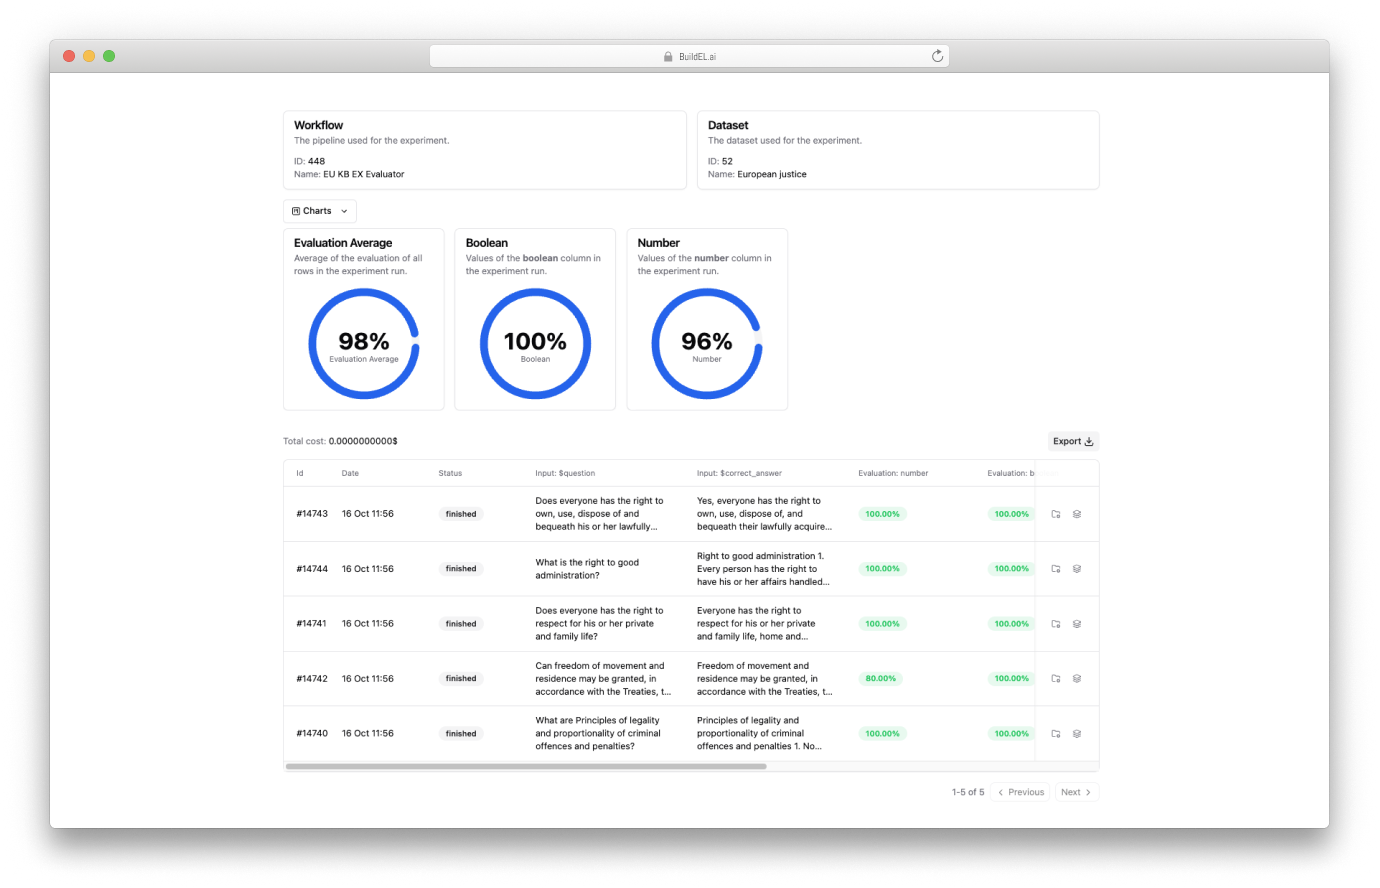 BuildEL.ai
Workflow
The pipeline used for the experiment.
ID: 448
Name: EU KB EX Evaluator
Dataset
The dataset used for the experiment.
ID: 52
Name: European justice
Charts
Evaluation Average
Average of the evaluation of all
rows in the experiment run.
98%
Evaluation Average
Boolean
Values of the boolean column in
the experiment run.
100%
Boolean
Number
Values of the number column in
the experiment run.
96%
Number
Total cost: 0.0000000000$
Export
Id Date Status Input: $question Input: $correct_answer Evaluation: number Evaluation: b
#14743 16 Oct 11:56 finished
Does everyone has the right to
own, use, dispose of and
bequeath his or her lawfully...
Yes, everyone has the right to
own, use, dispose of, and
bequeath their lawfully acquire...
100.00% 100.00%
#14744 16 Oct 11:56 finished
What is the right to good
administration?
Right to good administration 1.
Every person has the right to
have his or her affairs handled...
100.00% 100.00%
#14741 16 Oct 11:56 finished
Does everyone has the right to
respect for his or her private
and family life?
Everyone has the right to
respect for his or her private
and family life, home and...
100.00% 100.00%
#14742 16 Oct 11:56 finished
Can freedom of movement and
residence may be granted, in
accordance with the Treaties, t...
Freedom of movement and
residence may be granted, in
accordance with the Treaties, t...
80.00% 100.00%
#14740 16 Oct 11:56 finished
What are Principles of legality
and proportionality of criminal
offences and penalties?
Principles of legality and
proportionality of criminal
offences and penalties 1. No...
100.00% 100.00%
1-5 of 5 Previous Next